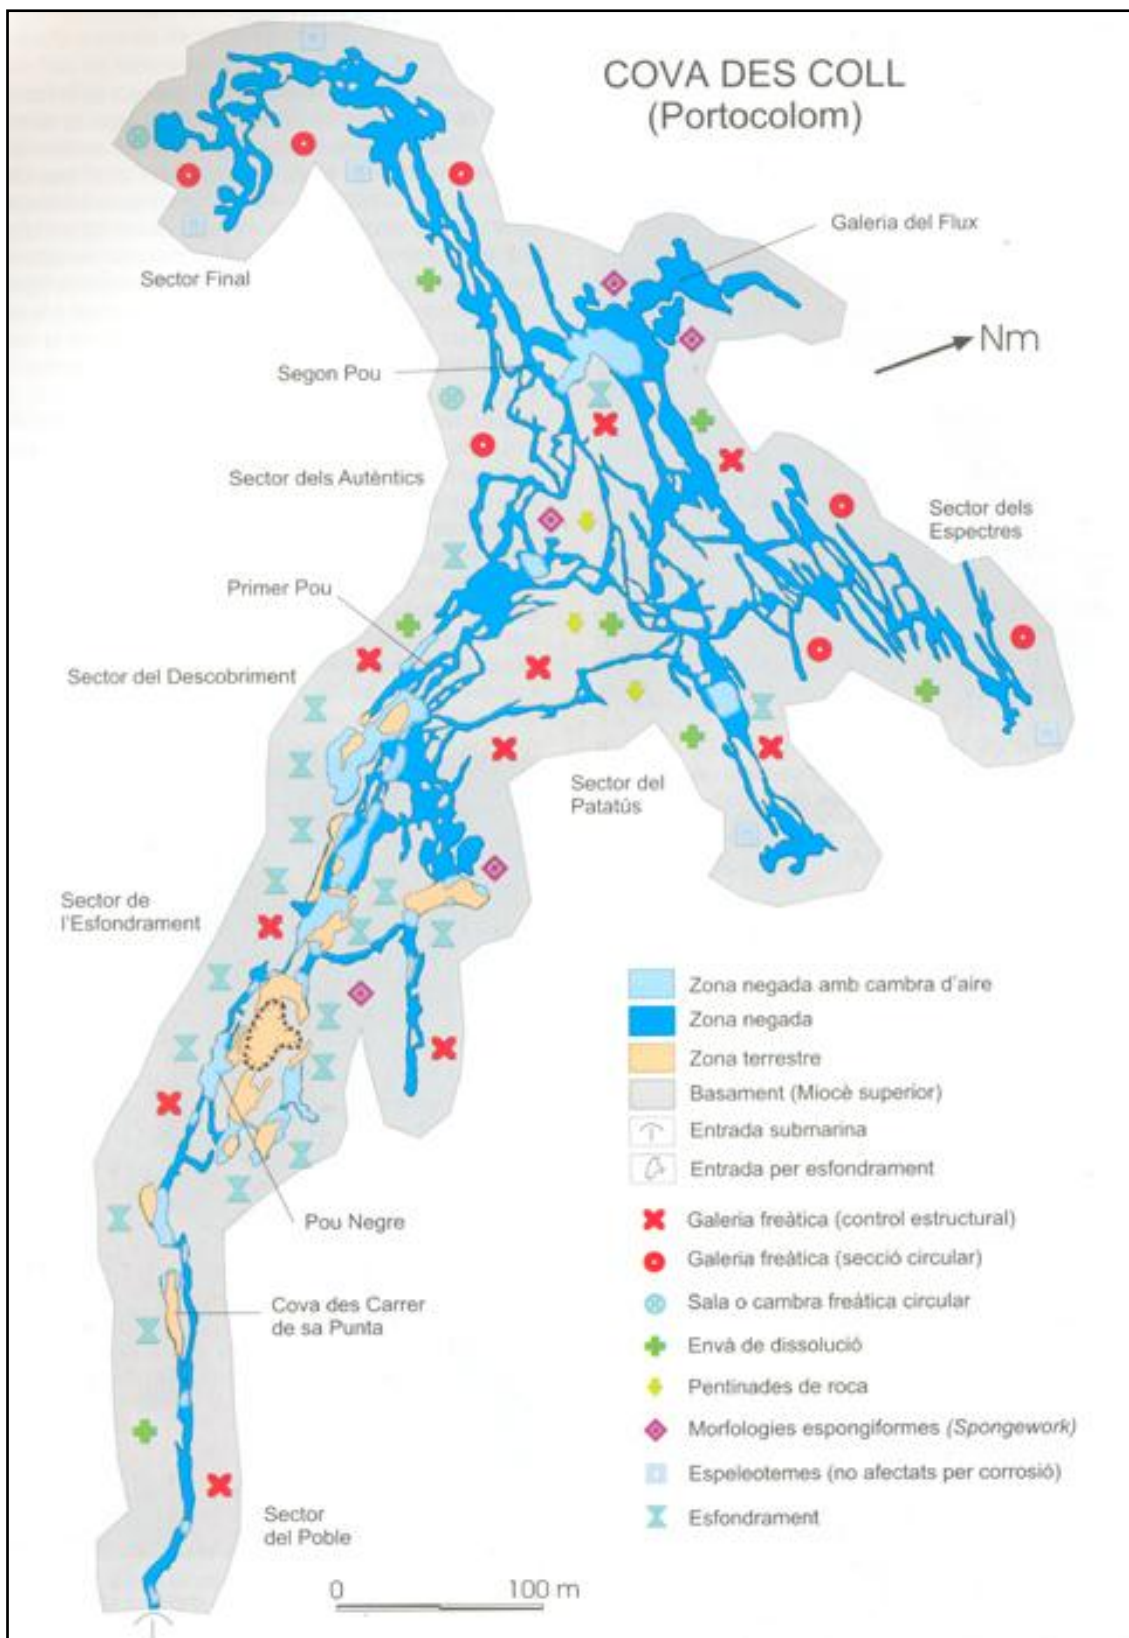 COVA DES COLL
(Portocolom)
Galeria del Flux
Sector Final
Nm
Segon Pou
Sector dels Autèntics
Sector dels
Espectres
Primer Pou
Sector del Descobriment
Sector del
Patatús
Sector de
l'Esfondrament
Zona negada amb cambra d'aire
Zona negada
Zona terrestre
Basament (Miocè superior)
Entrada submarina
Entrada per esfondrament
Pou Negre
Galeria freàtica (control estructural)
Galeria freàtica (secció circular)
Sala o cambra freàtica circular
Cova des Carrer
de sa Punta
Envà de dissolució
Pentinades de roca
Morfologies espongiformes (Spongework)
Espeleotemes (no afectats per corrosió)
Esfondrament
Sector
del Poble
0 100 m